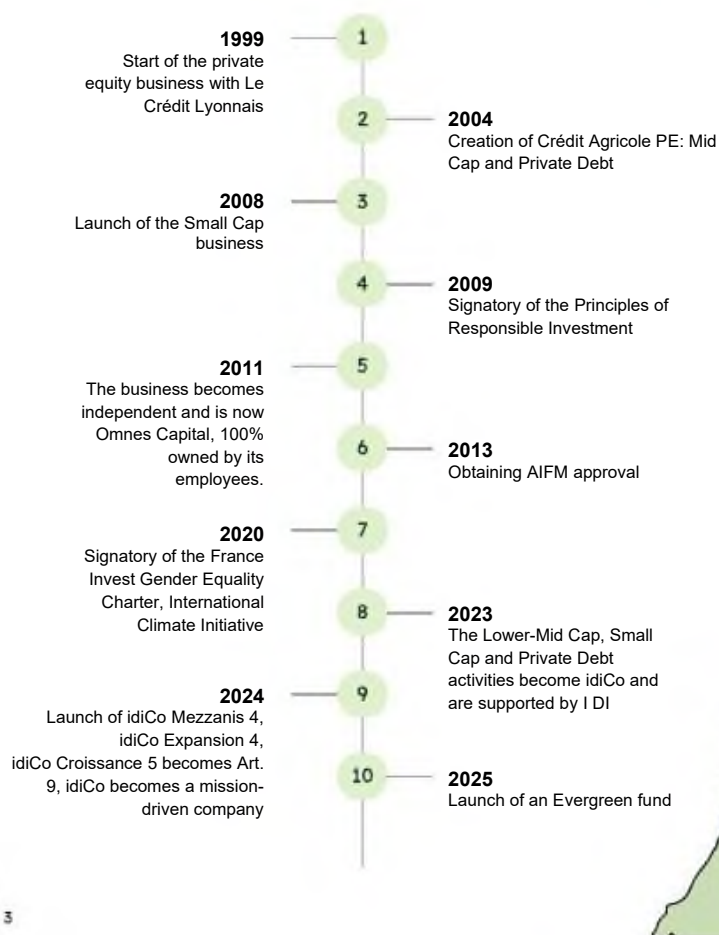 1
1999
Start of the private
equity business with Le
Crédit Lyonnais
2
2004
Creation of Crédit Agricole PE: Mid
Cap and Private Debt
3
2008
Launch of the Small Cap
business
4
2009
Signatory of the Principles of
Responsible Investment
5
2011
The business becomes
independent and is now
Omnes Capital, 100%
owned by its
employees.
6
2013
Obtaining AIFM approval
7
2020
Signatory of the France
Invest Gender Equality
Charter, International
Climate Initiative
8
2023
The Lower-Mid Cap, Small
Cap and Private Debt
activities become idiCo and
are supported by I DI
9
2024
Launch of idiCo Mezzanis 4,
idiCo Expansion 4,
idiCo Croissance 5 becomes Art.
9, idiCo becomes a mission-
driven company
10
2025
Launch of an Evergreen fund
3